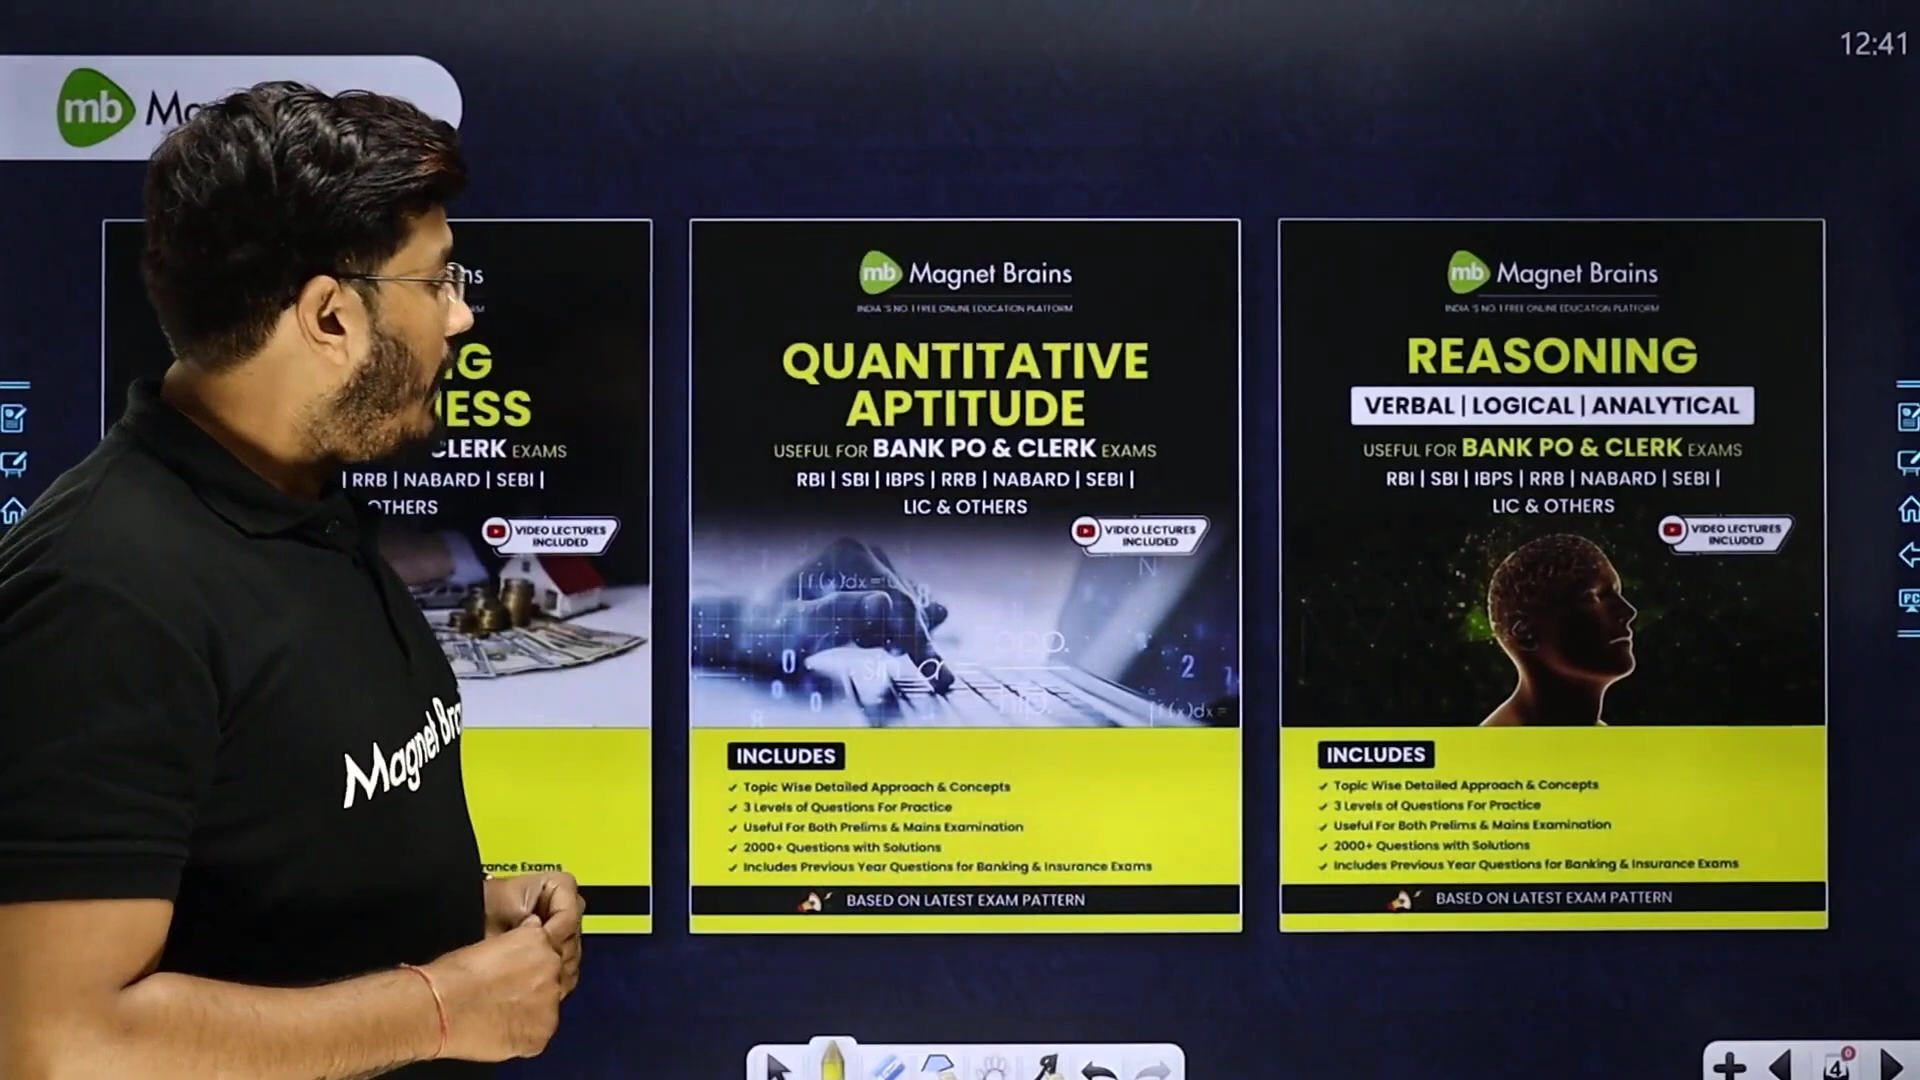 12:41
mb
mb Magnet Brains
INDIA'S NO. 1 FREE ONLINE EDUCATION PLATFORM
QUANTITATIVE
APTITUDE
USEFUL FOR BANK PO & CLERK EXAMS
RBI | SBI | IBPS | RRB | NABARD | SEBI |
LIC & OTHERS
VIDEO LECTURES
INCLUDED
INCLUDES
Topic Wise Detailed Approach & Concepts
3 Levels of Questions For Practice
Useful For Both Prelims & Mains Examination
2000+ Questions with Solutions
Includes Previous Year Questions for Banking & Insurance Exams
BASED ON LATEST EXAM PATTERN
mb Magnet Brains
INDIA'S NO. 1 FREE ONLINE EDUCATION PLATFORM
REASONING
VERBAL | LOGICAL | ANALYTICAL
USEFUL FOR BANK PO & CLERK EXAMS
RBI | SBI | IBPS | RRB | NABARD | SEBI |
LIC & OTHERS
VIDEO LECTURES
INCLUDED
INCLUDES
Topic Wise Detailed Approach & Concepts
3 Levels of Questions For Practice
Useful For Both Prelims & Mains Examination
2000+ Questions with Solutions
Includes Previous Year Questions for Banking & Insurance Exams
BASED ON LATEST EXAM PATTERN
CLERK EXAMS
| RRB | NABARD | SEBI |
OTHERS
VIDEO LECTURES
INCLUDED
Exams
Magnet
4